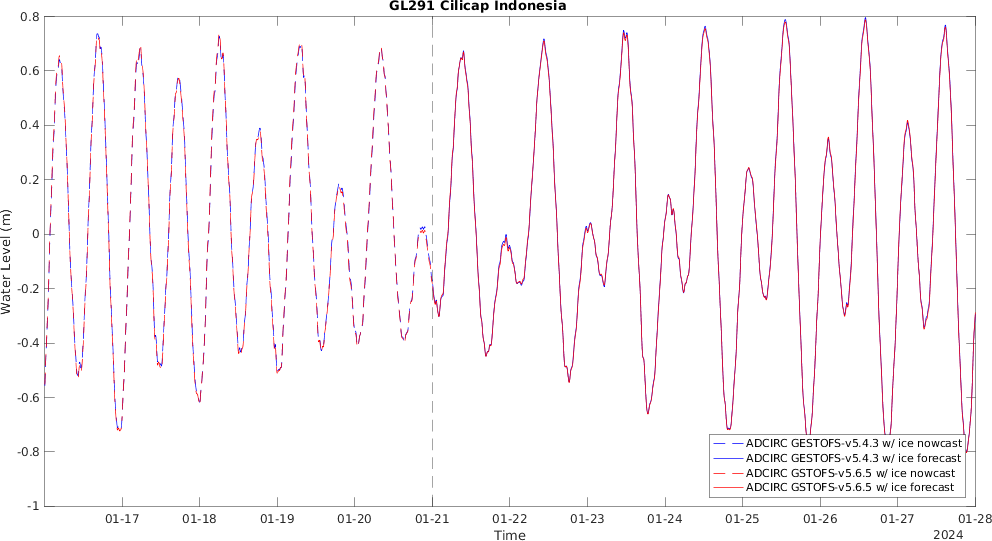 GL291 Cilicap Indonesia
0.8
0.6
0.4
0.2
0
-0.2
-0.4
-0.6
-0.8
-1
Water Level (m)
ADCIRC GESTOFS-v5.4.3 w/ ice nowcast
ADCIRC GESTOFS-v5.4.3 w/ ice forecast
ADCIRC GSTOFS-v5.6.5 w/ ice nowcast
ADCIRC GSTOFS-v5.6.5 w/ ice forecast
01-17 01-18 01-19 01-20 01-21 01-22 01-23 01-24 01-25 01-26 01-27 01-28
Time
2024